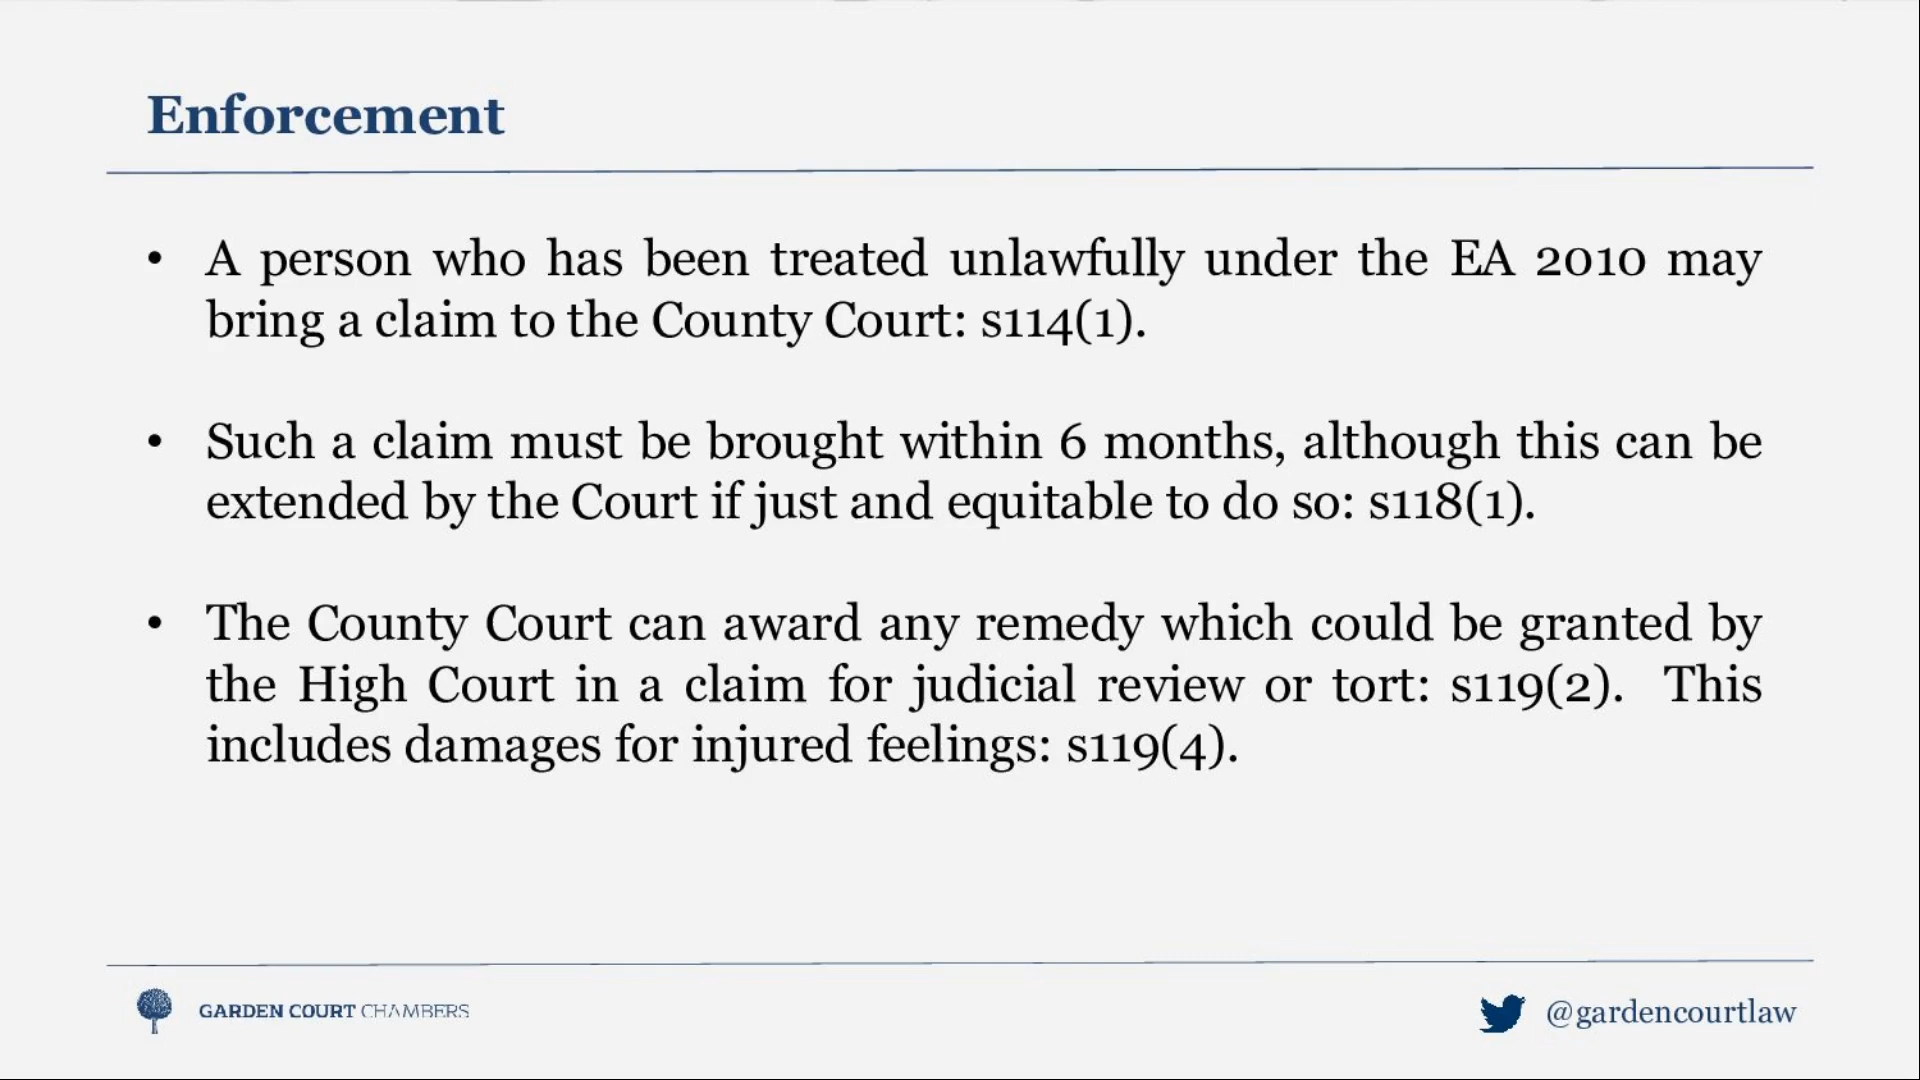 Enforcement
• A person who has been treated unlawfully under the EA 2010 may
bring a claim to the County Court: s114(1).
• Such a claim must be brought within 6 months, although this can be
extended by the Court if just and equitable to do so: s118(1).
• The County Court can award any remedy which could be granted by
the High Court in a claim for judicial review or tort: s119(2).  This
includes damages for injured feelings: s119(4).
GARDEN COURT CHAMBERS
@gardencourtlaw